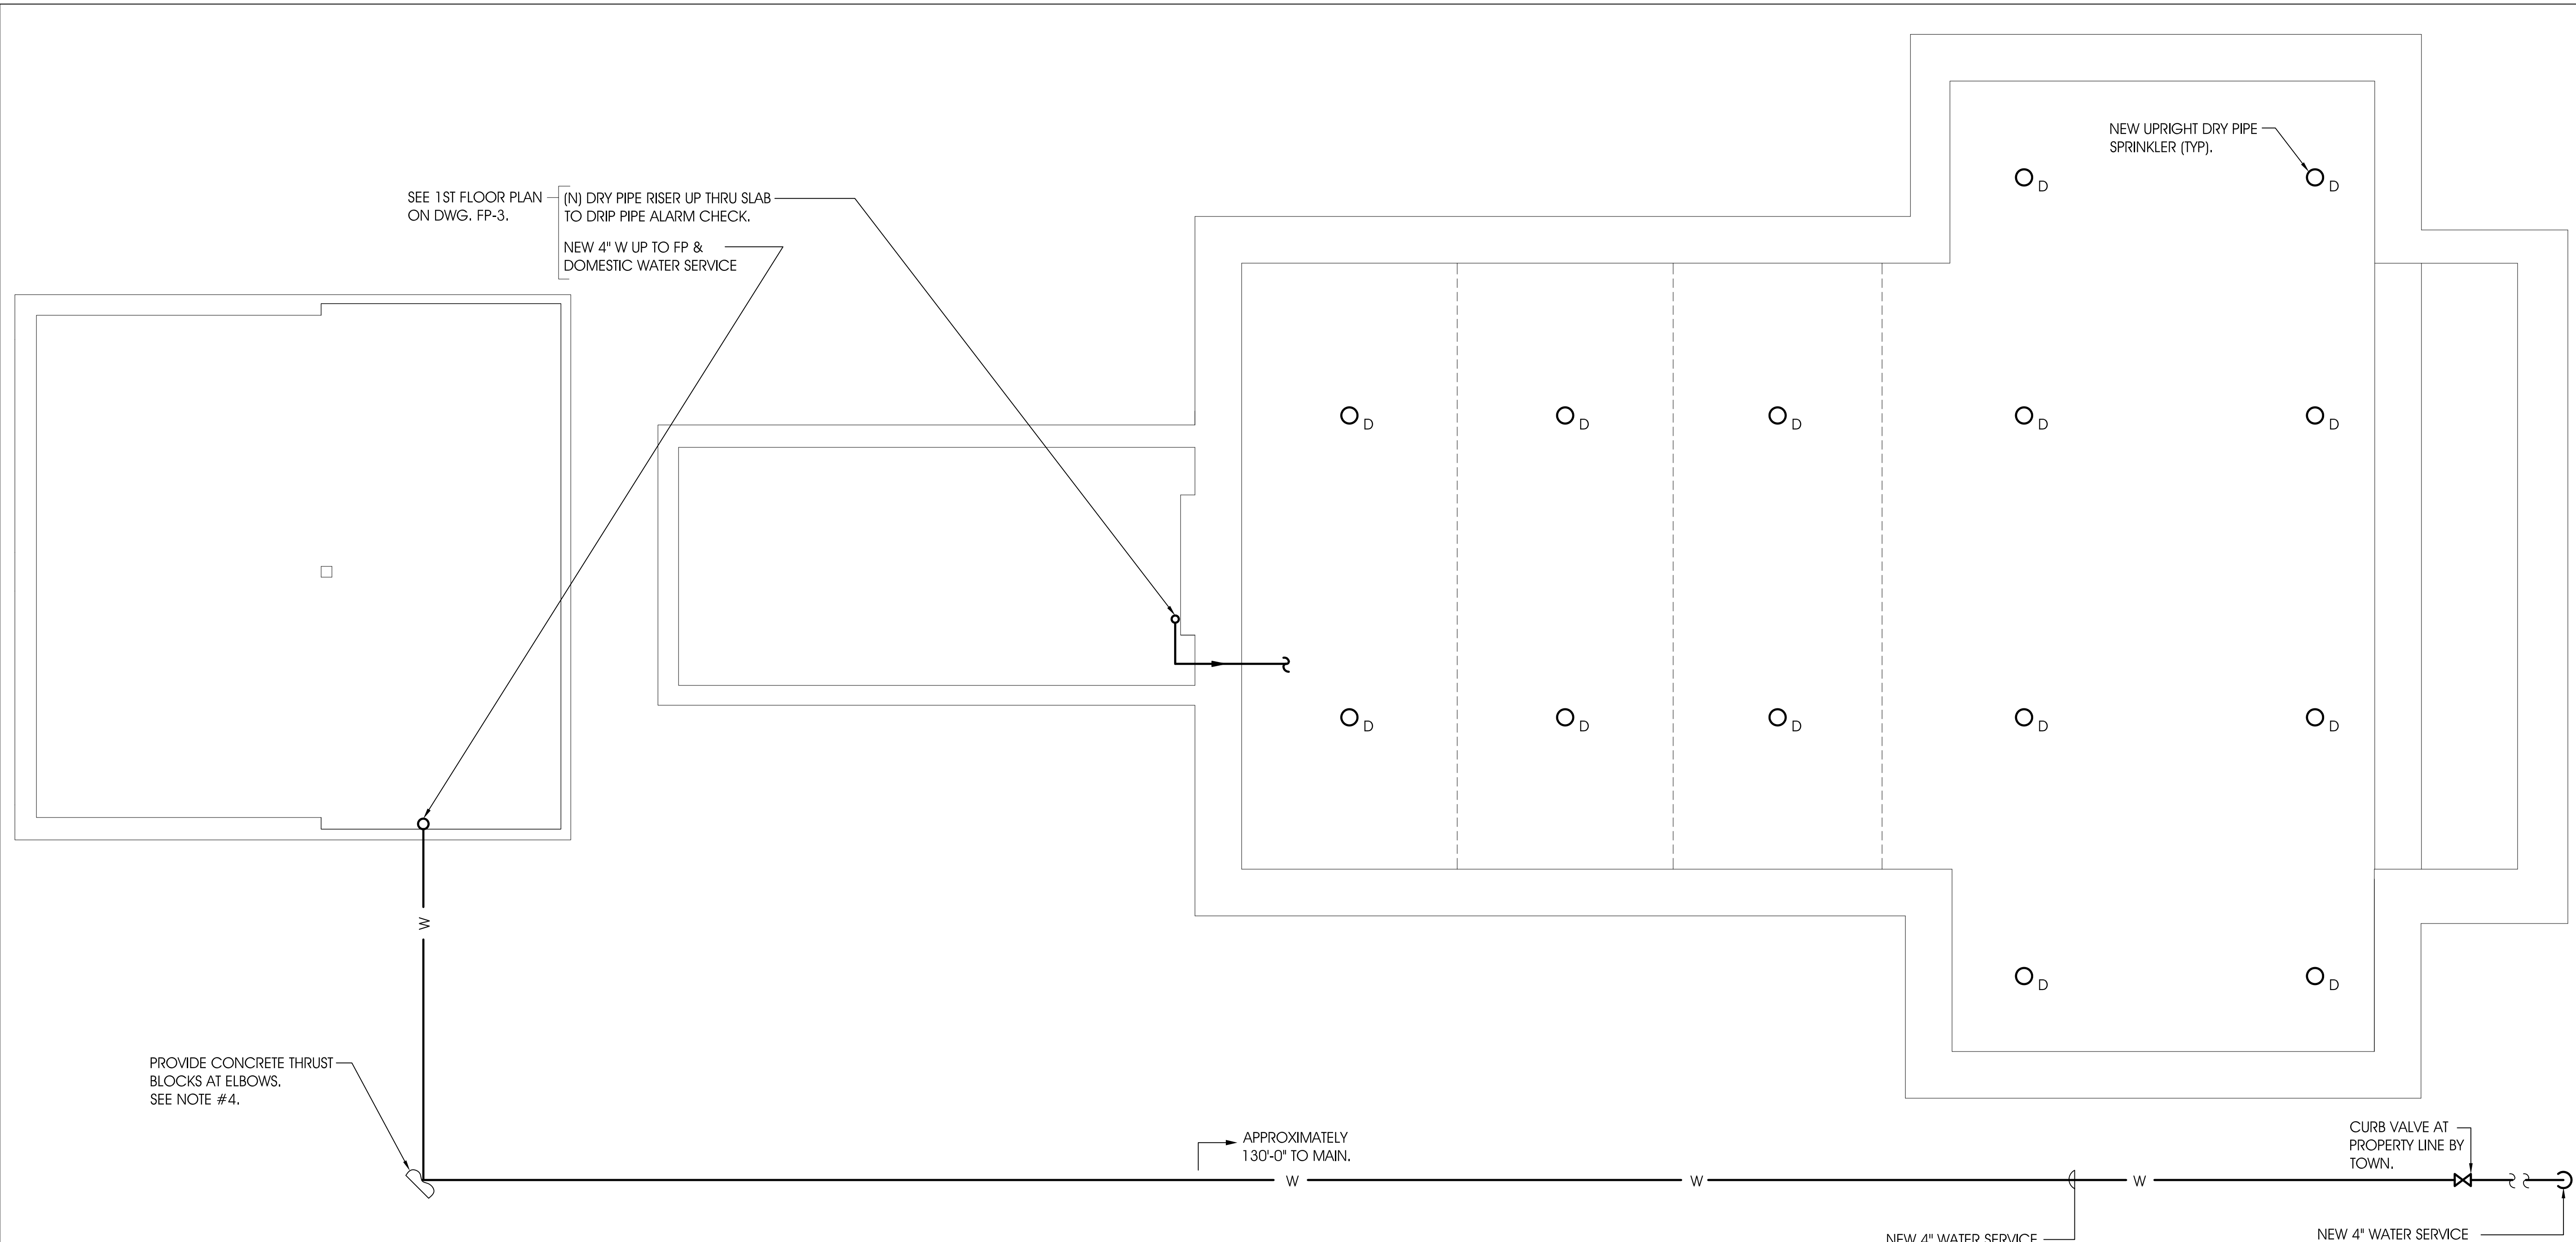 NEW UPRIGHT DRY PIPE
SPRINKLER (TYP).
SEE 1ST FLOOR PLAN
ON DWG. FP-3.
(N) DRY PIPE RISER UP THRU SLAB
TO DRIP PIPE ALARM CHECK.
NEW 4" W UP TO FP &
DOMESTIC WATER SERVICE
D
D
D
D
D
D
D
D
D
D
D
D
D
D
W
PROVIDE CONCRETE THRUST
BLOCKS AT ELBOWS.
SEE NOTE #4.
APPROXIMATELY
130'-0" TO MAIN.
CURB VALVE AT
PROPERTY LINE BY
TOWN.
W
W
W
NEW 4" WATER SERVICE
NEW 4" WATER SERVICE